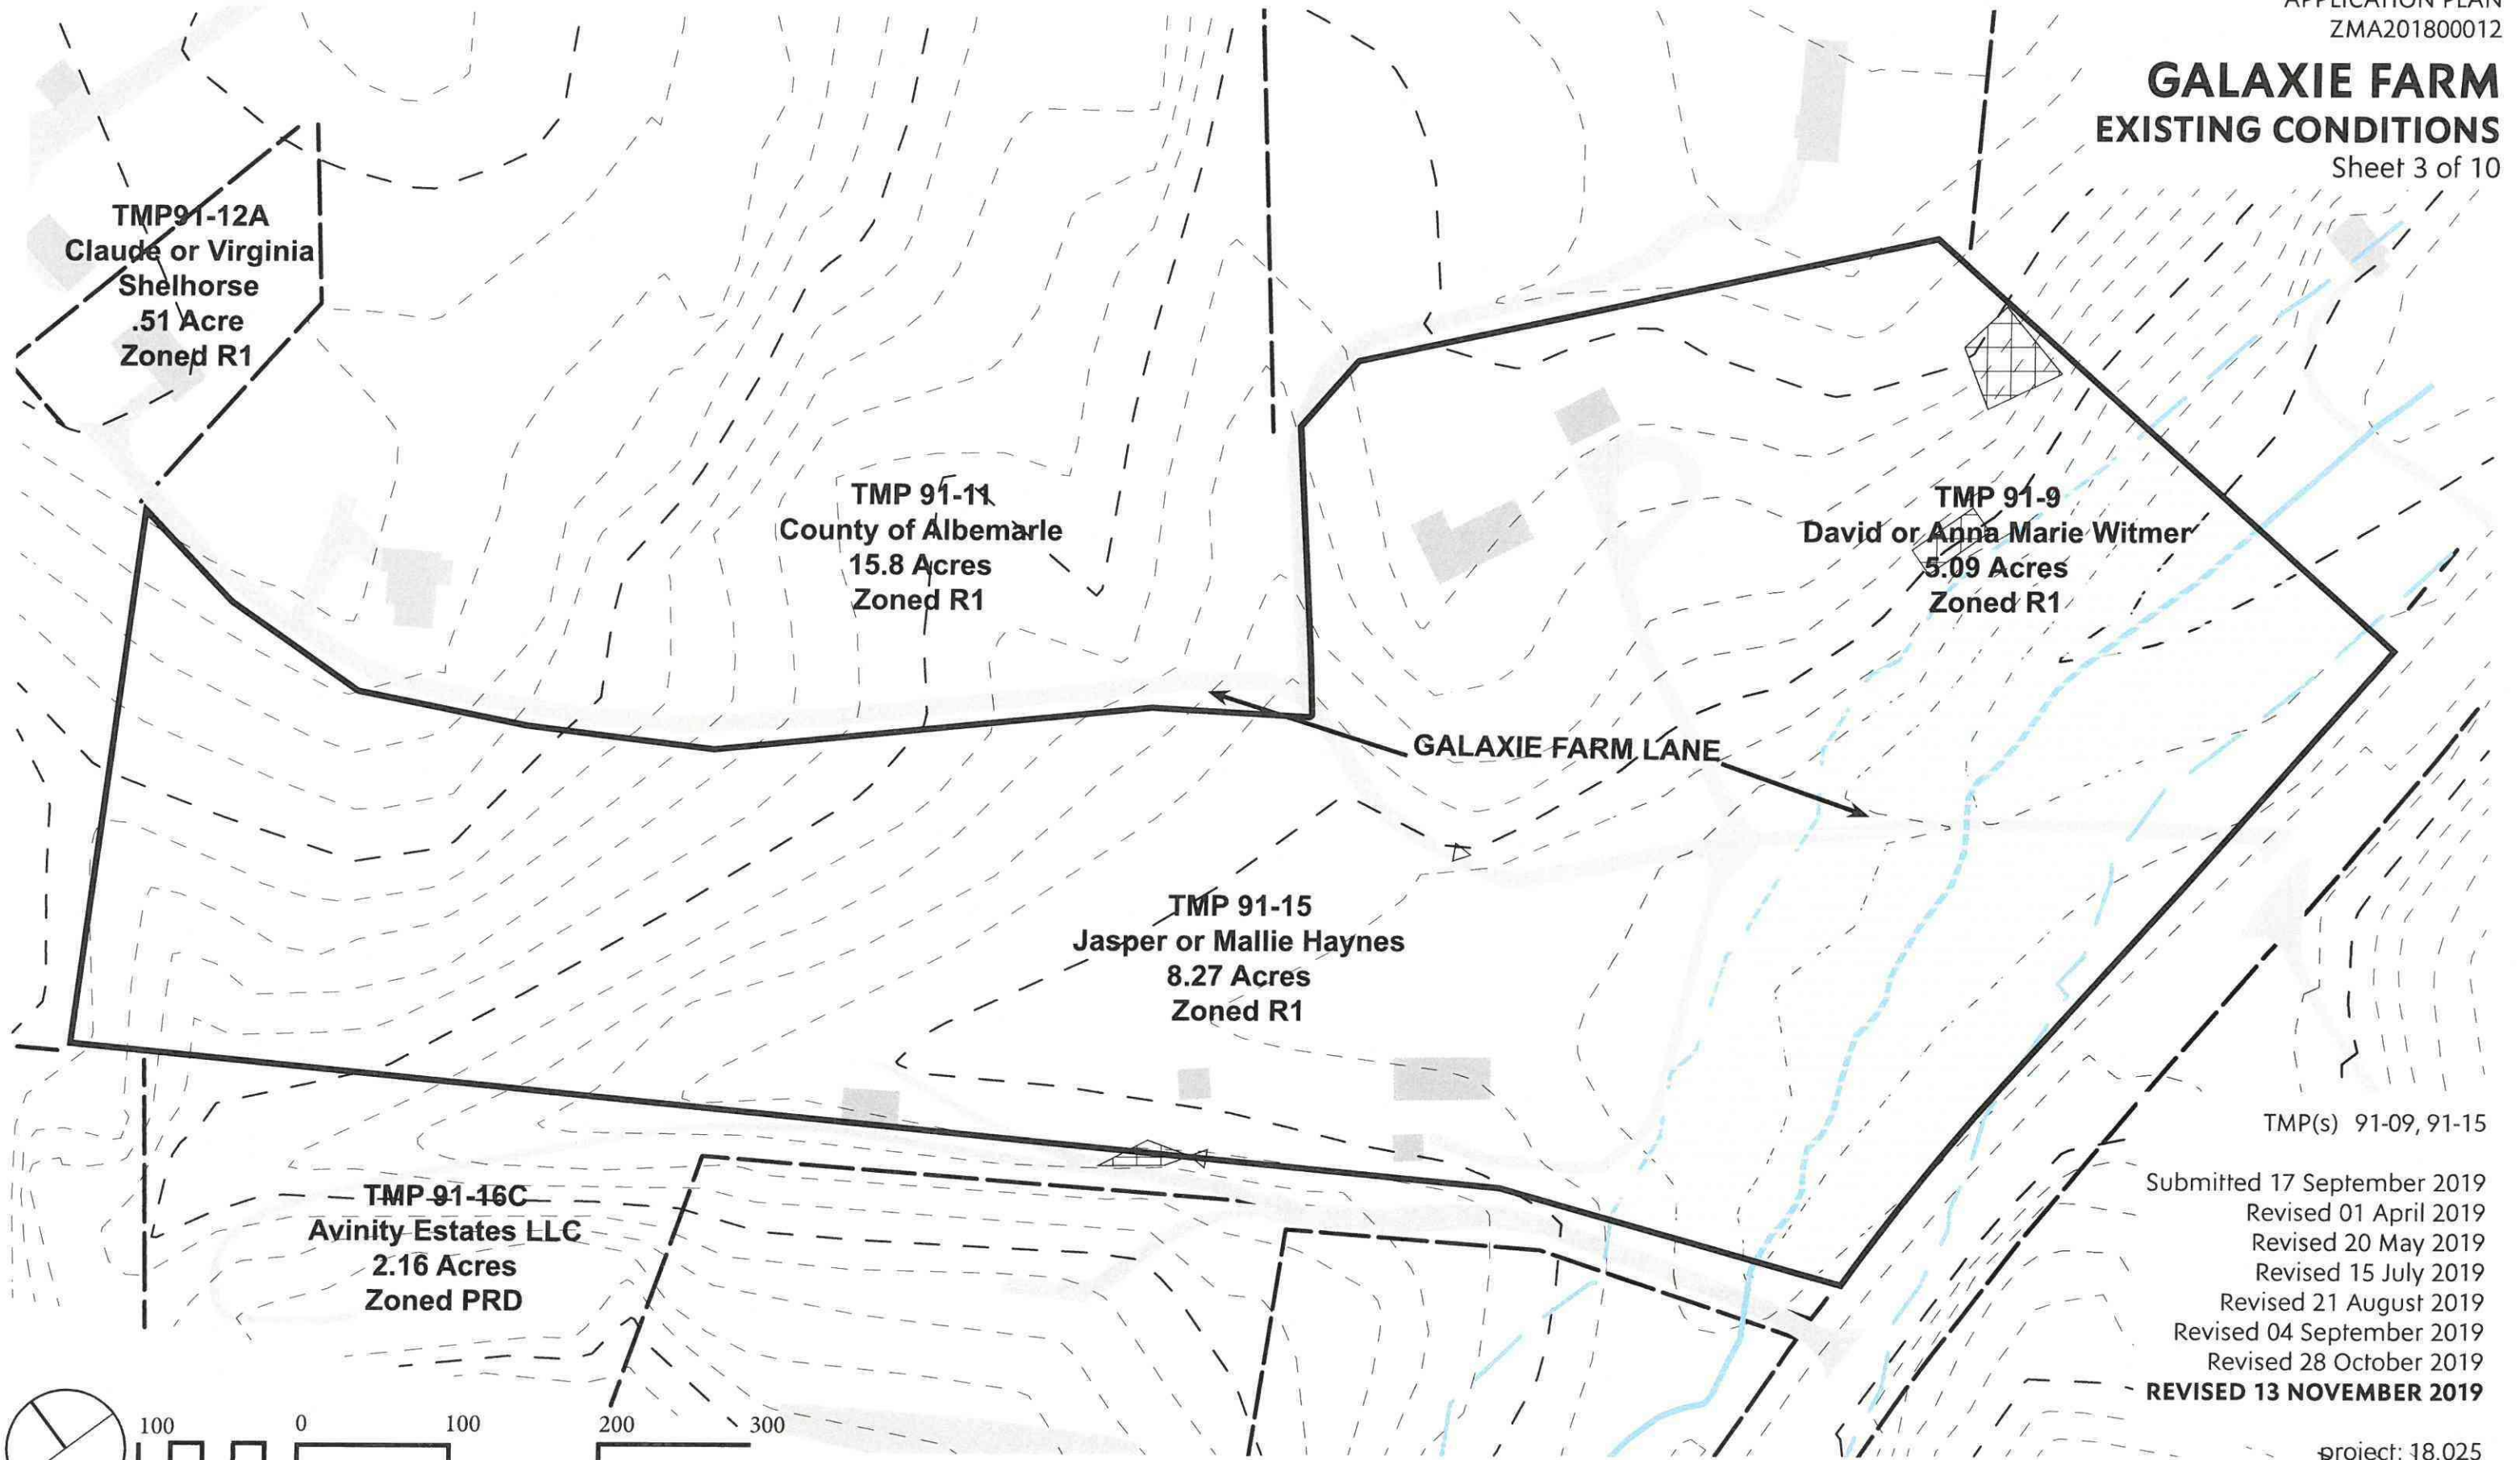 APPLICATION PLAN
ZMA201800012
GALAXIE FARM
EXISTING CONDITIONS
Sheet 3 of 10
TMP91-12A
Claude or Virginia
Shelhorse
.51 Acre
Zoned R1
TMP 91-11
County of Albemarle
15.8 Acres
Zoned R1
TMP 91-9
David or Anna Marie Witmer
5.09 Acres
Zoned R1
GALAXIE FARM LANE
TMP 91-15
Jasper or Mallie Haynes
8.27 Acres
Zoned R1
TMP 91-16C
Avinity Estates LLC
2.16 Acres
Zoned PRD
TMP(s) 91-09, 91-15
Submitted 17 September 2019
Revised 01 April 2019
Revised 20 May 2019
Revised 15 July 2019
Revised 21 August 2019
Revised 04 September 2019
Revised 28 October 2019
REVISED 13 NOVEMBER 2019
project: 18.025
100 0 100 200 300